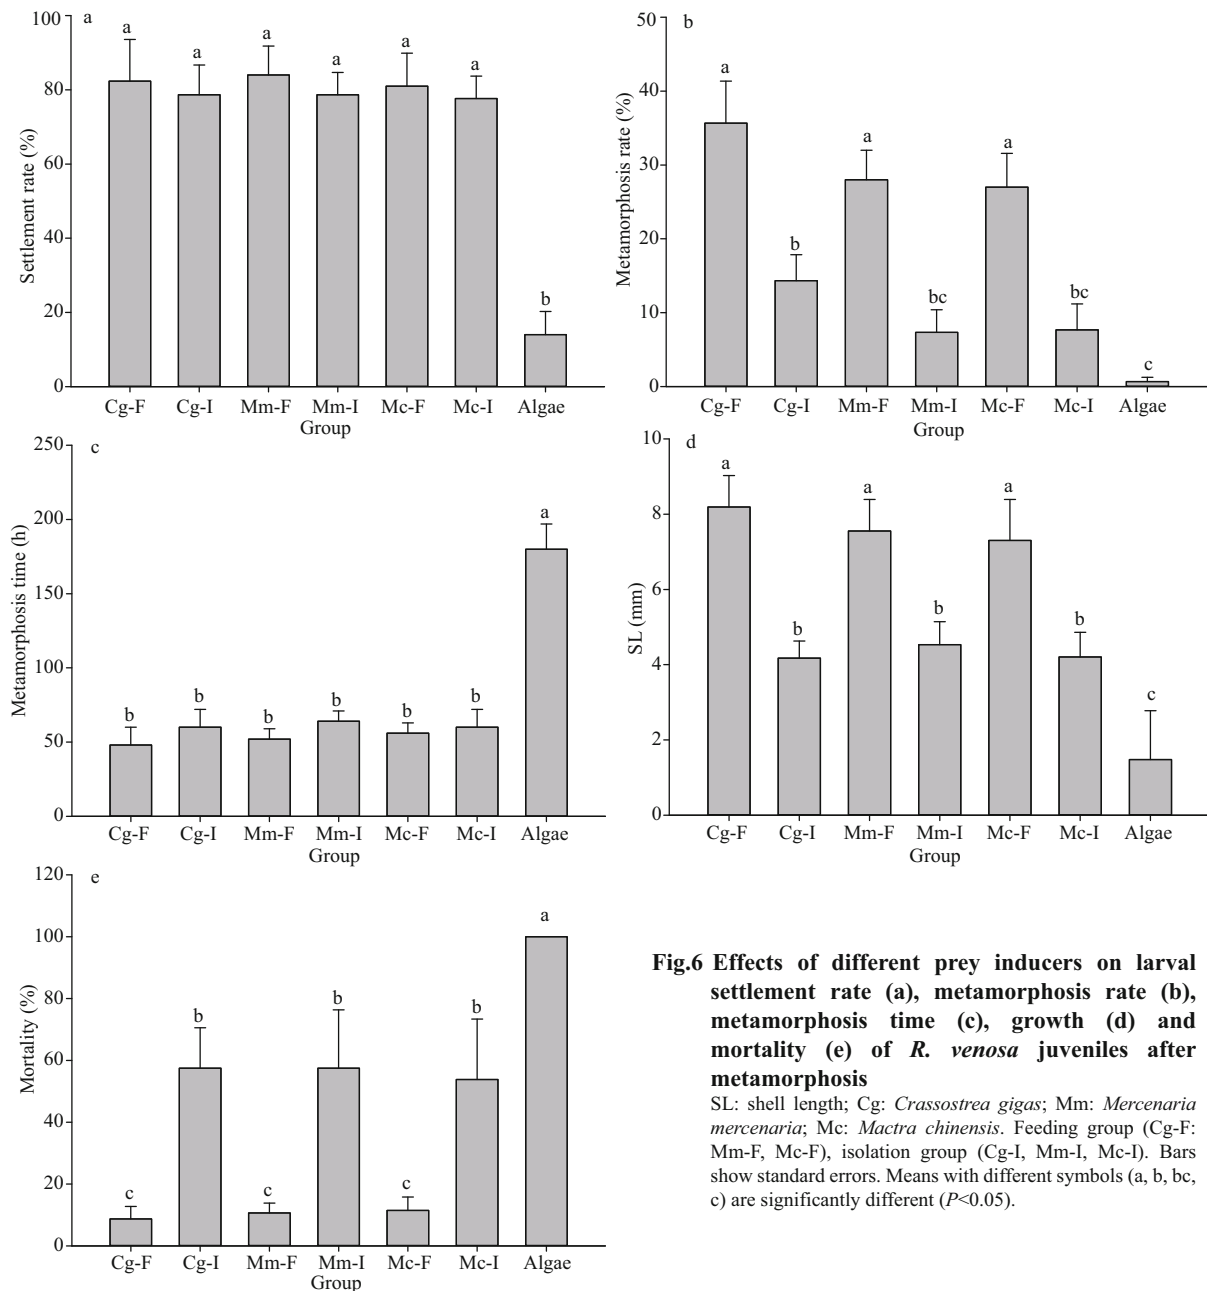 a
100
80
60
40
20
0
Settlement rate (%)
a a a a a a b
Cg-F Cg-I Mm-F Mm-I Mc-F Mc-I Algae
Group
b
50
40
30
20
10
0
Metamorphosis rate (%)
a b a bc a bc c
Cg-F Cg-I Mm-F Mm-I Mc-F Mc-I Algae
Group
c
250
200
150
100
50
0
Metamorphosis time (h)
b b b b b b a
Cg-F Cg-I Mm-F Mm-I Mc-F Mc-I Algae
Group
d
10
8
6
4
2
0
SL (mm)
a b a b a b c
Cg-F Cg-I Mm-F Mm-I Mc-F Mc-I Algae
Group
e
120
100
80
60
40
20
0
Mortality (%)
c b c b c b a
Cg-F Cg-I Mm-F Mm-I Mc-F Mc-I Algae
Group
Fig.6 Effects of different prey inducers on larval
settlement rate (a), metamorphosis rate (b),
metamorphosis time (c), growth (d) and
mortality (e) of R. venosa juveniles after
metamorphosis
SL: shell length; Cg: Crassostrea gigas; Mm: Mercenaria
mercenaria; Mc: Mactra chinensis. Feeding group (Cg-F:
Mm-F, Mc-F), isolation group (Cg-I, Mm-I, Mc-I). Bars
show standard errors. Means with different symbols (a, b, bc,
c) are significantly different (P<0.05).